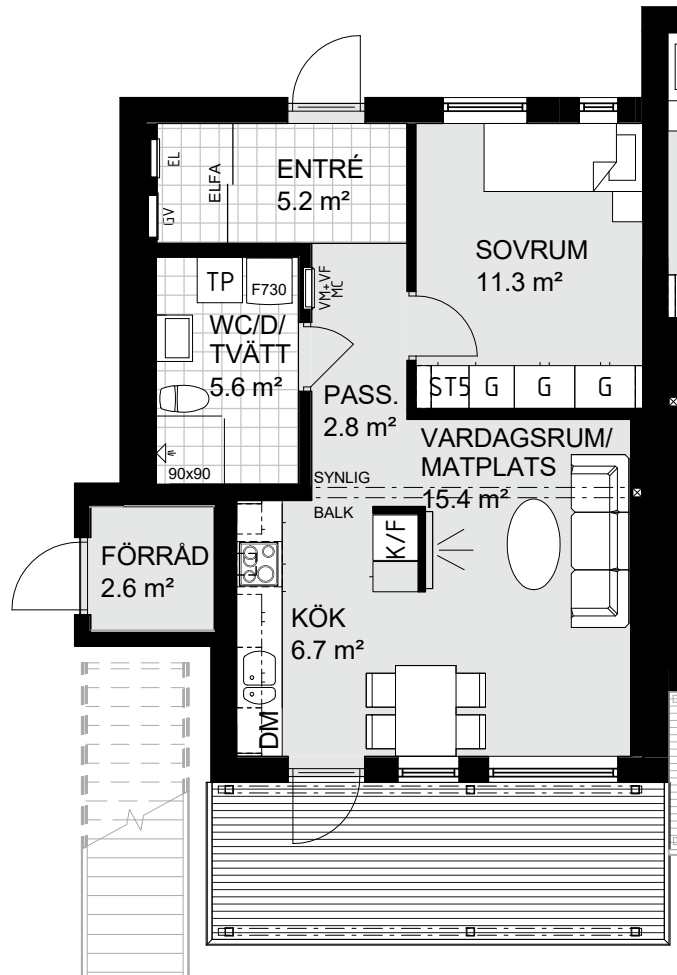 ENTRÉ
5.2 m²
EL
ELFA
GV
SOVRUM
11.3 m²
TP
F730
VM+VF
MC
WC/D/
TVÄTT
5.6 m²
90x90
PASS.
2.8 m²
ST5 G G G
VARDAGSRUM/
MATPLATS
15.4 m²
SYNLIG
BALK
K/F
FÖRRÅD
2.6 m²
KÖK
6.7 m²
DM